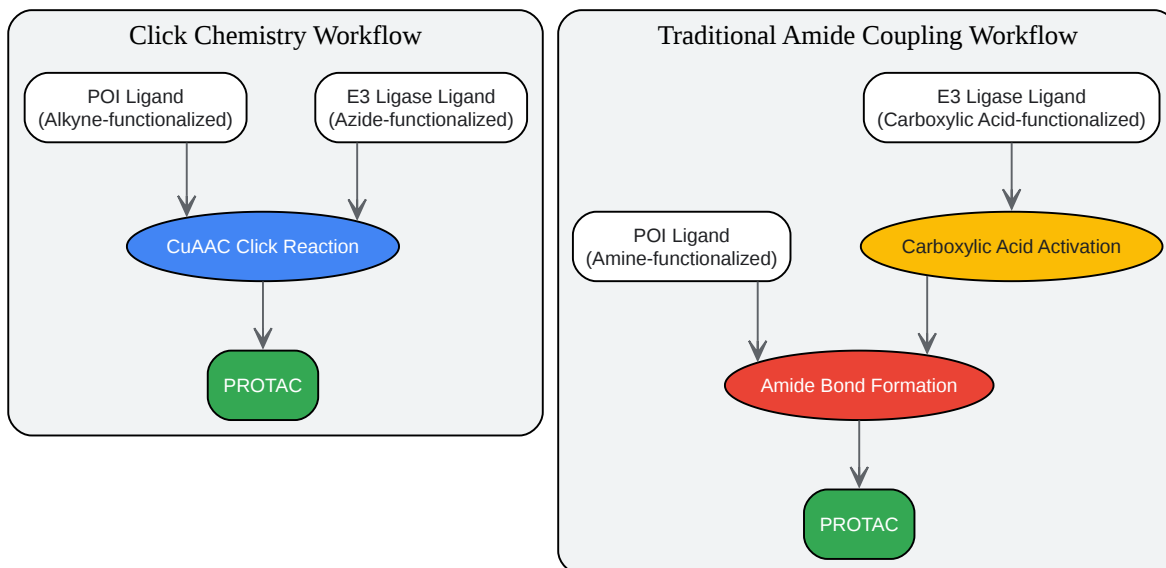 Click Chemistry Workflow
POI Ligand
(Alkyne-functionalized)
E3 Ligase Ligand
(Azide-functionalized)
CuAAC Click Reaction
PROTAC
Traditional Amide Coupling Workflow
E3 Ligase Ligand
(Carboxylic Acid-functionalized)
POI Ligand
(Amine-functionalized)
Carboxylic Acid Activation
Amide Bond Formation
PROTAC